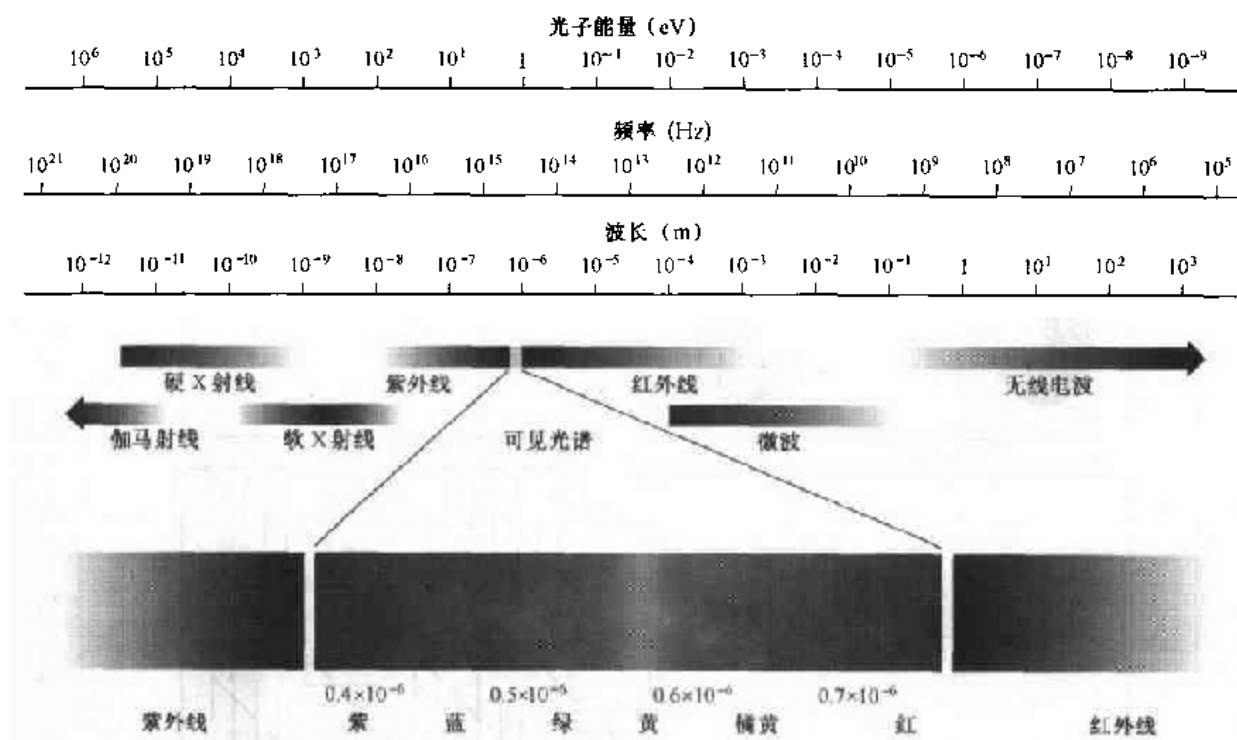 光子能量 (eV)
10⁶ 10⁵ 10⁴ 10³ 10² 10¹ 1 10⁻¹ 10⁻² 10⁻³ 10⁻⁴ 10⁻⁵ 10⁻⁶ 10⁻⁷ 10⁻⁸ 10⁻⁹
频率 (Hz)
10²¹ 10²⁰ 10¹⁹ 10¹⁸ 10¹⁷ 10¹⁶ 10¹⁵ 10¹⁴ 10¹³ 10¹² 10¹¹ 10¹⁰ 10⁹ 10⁸ 10⁷ 10⁶ 10⁵
波长 (m)
10⁻¹² 10⁻¹¹ 10⁻¹⁰ 10⁻⁹ 10⁻⁸ 10⁻⁷ 10⁻⁶ 10⁻⁵ 10⁻⁴ 10⁻³ 10⁻² 10⁻¹ 1 10¹ 10² 10³
硬 X 射线 紫外线 红外线 无线电波
伽马射线 软 X 射线 可见光谱 微波
0.4×10⁻⁶ 0.5×10⁻⁶ 0.6×10⁻⁶ 0.7×10⁻⁶
紫外线 紫 蓝 绿 黄 橘黄 红 红外线